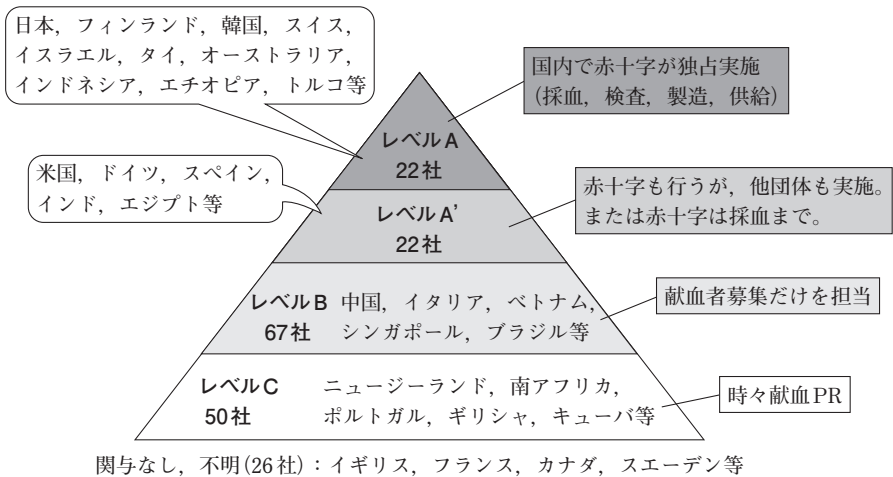 日本，フィンランド，韓国，スイス，
イスラエル，タイ，オーストラリア，
インドネシア，エチオピア，トルコ等
国内で赤十字が独占実施
（採血，検査，製造，供給）
レベルA
22社
米国，ドイツ，スペイン，
インド，エジプト等
赤十字も行うが，他団体も実施。
または赤十字は採血まで。
レベルA'
22社
レベルB 中国，イタリア，ベトナム，
67社 シンガポール，ブラジル等
献血者募集だけを担当
レベルC ニュージーランド，南アフリカ，
50社 ポルトガル，ギリシャ，キューバ等
時々献血PR
関与なし，不明（26社）：イギリス，フランス，カナダ，スエーデン等